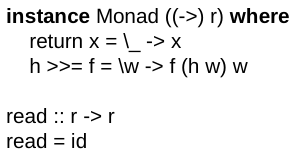 instance Monad ((->) r) where
    return x = \_ -> x
    h >>= f = \w -> f (h w) w

read :: r -> r
read = id